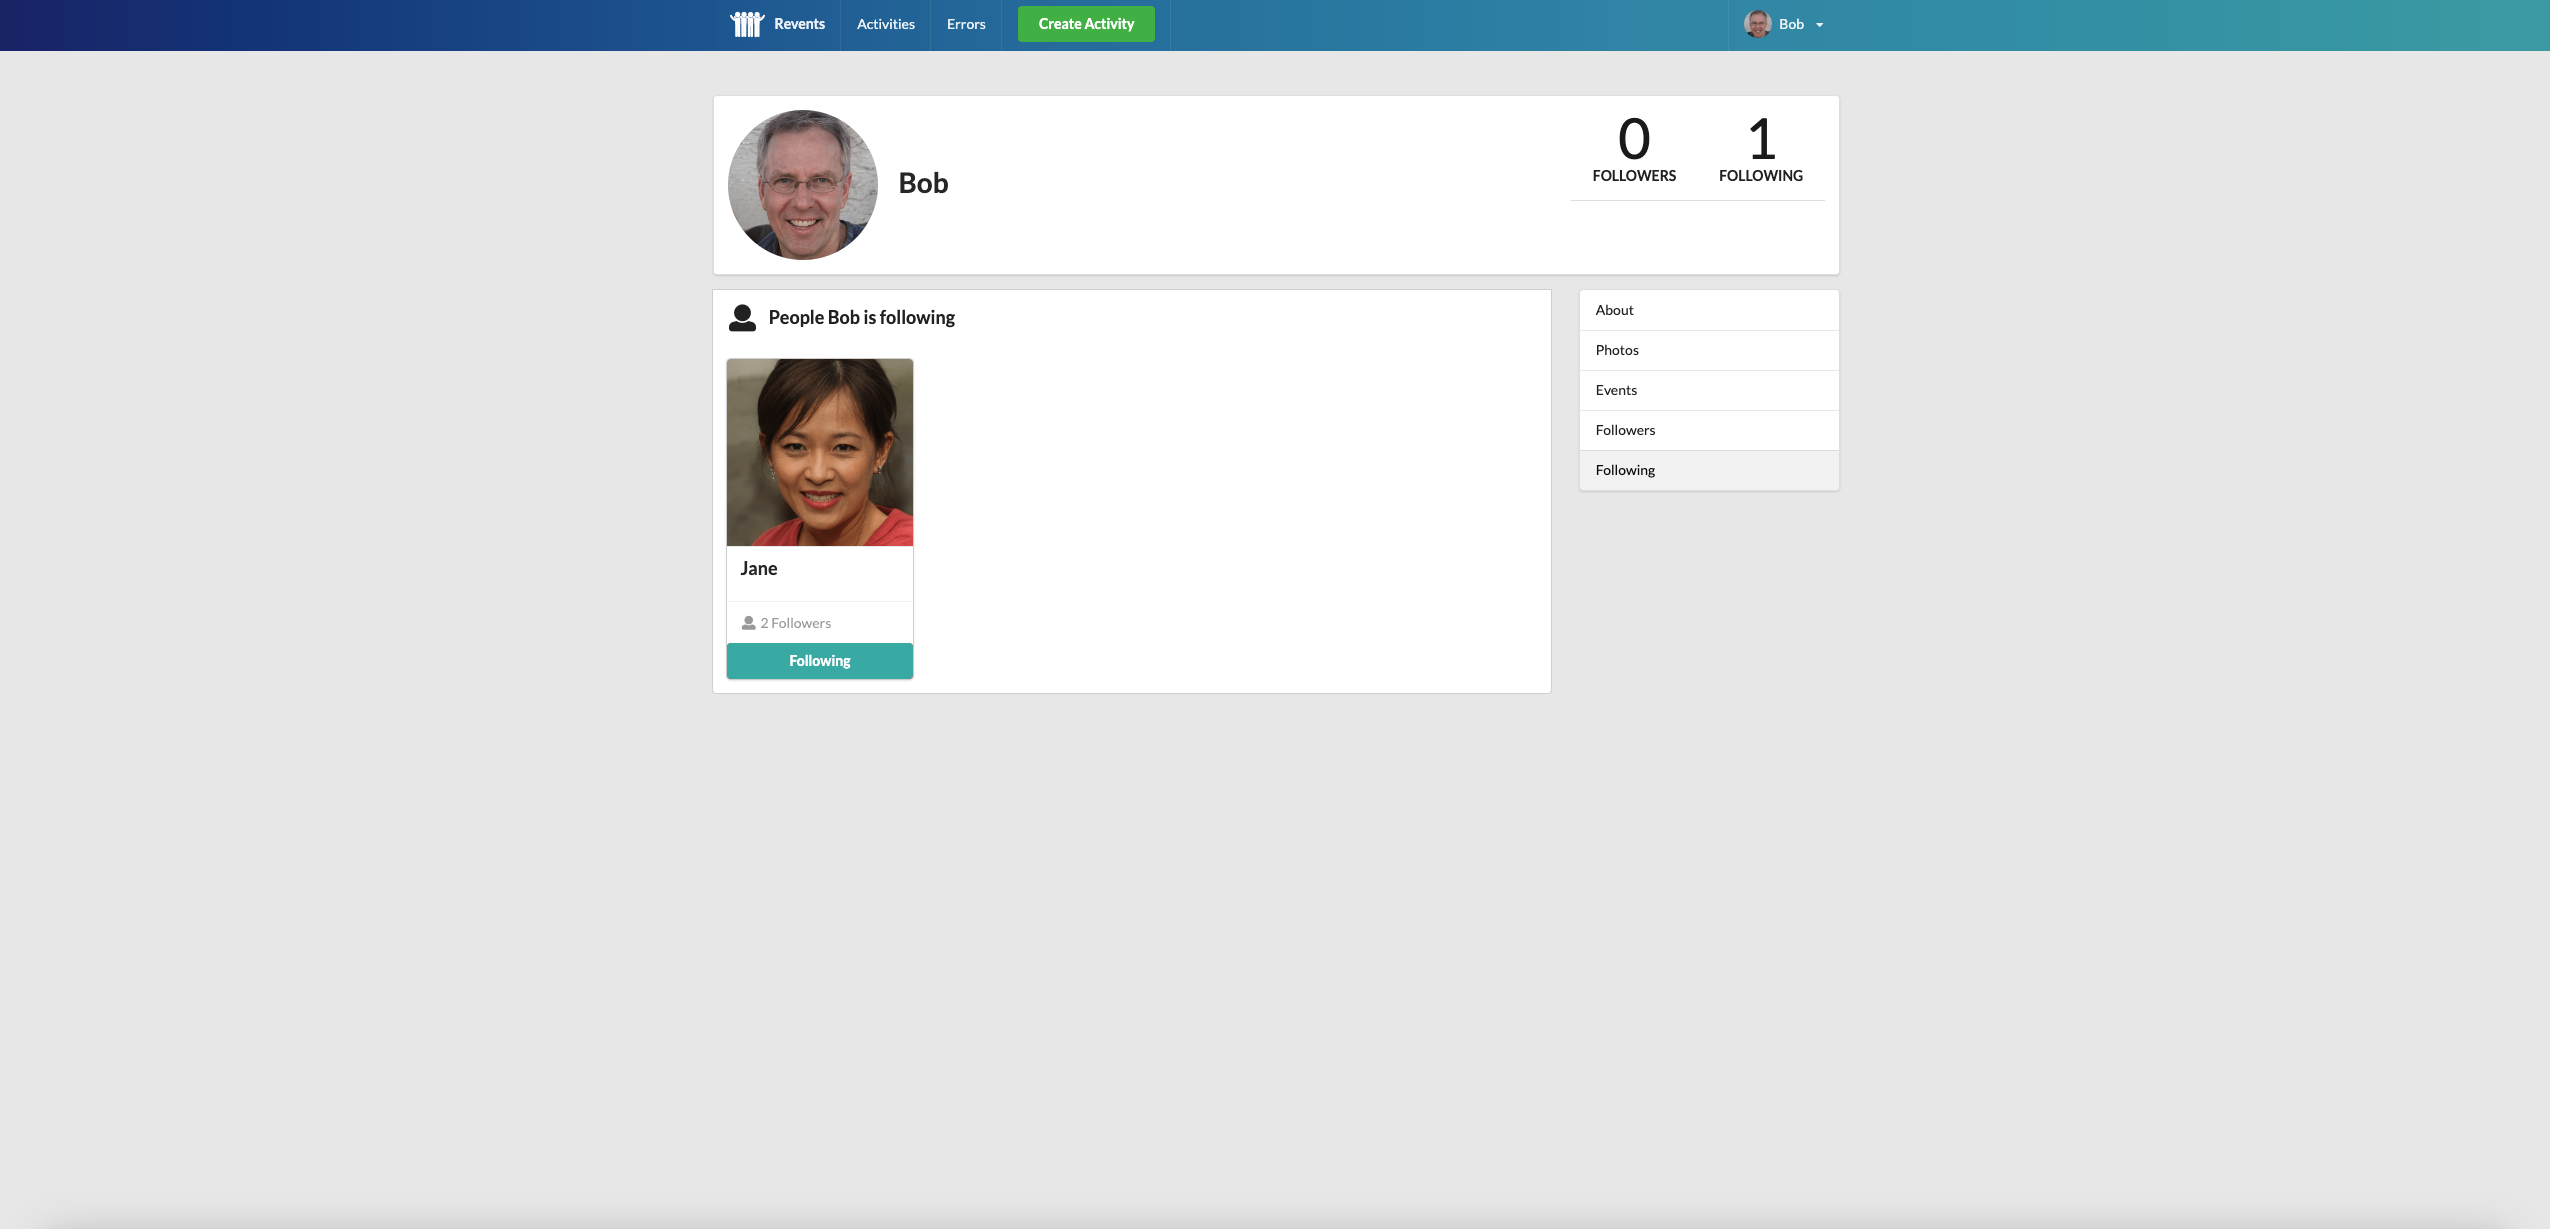 Revents
Activities
Errors
Create Activity
Bob
Bob
0
FOLLOWERS
1
FOLLOWING
People Bob is following
Jane
2 Followers
Following
About
Photos
Events
Followers
Following